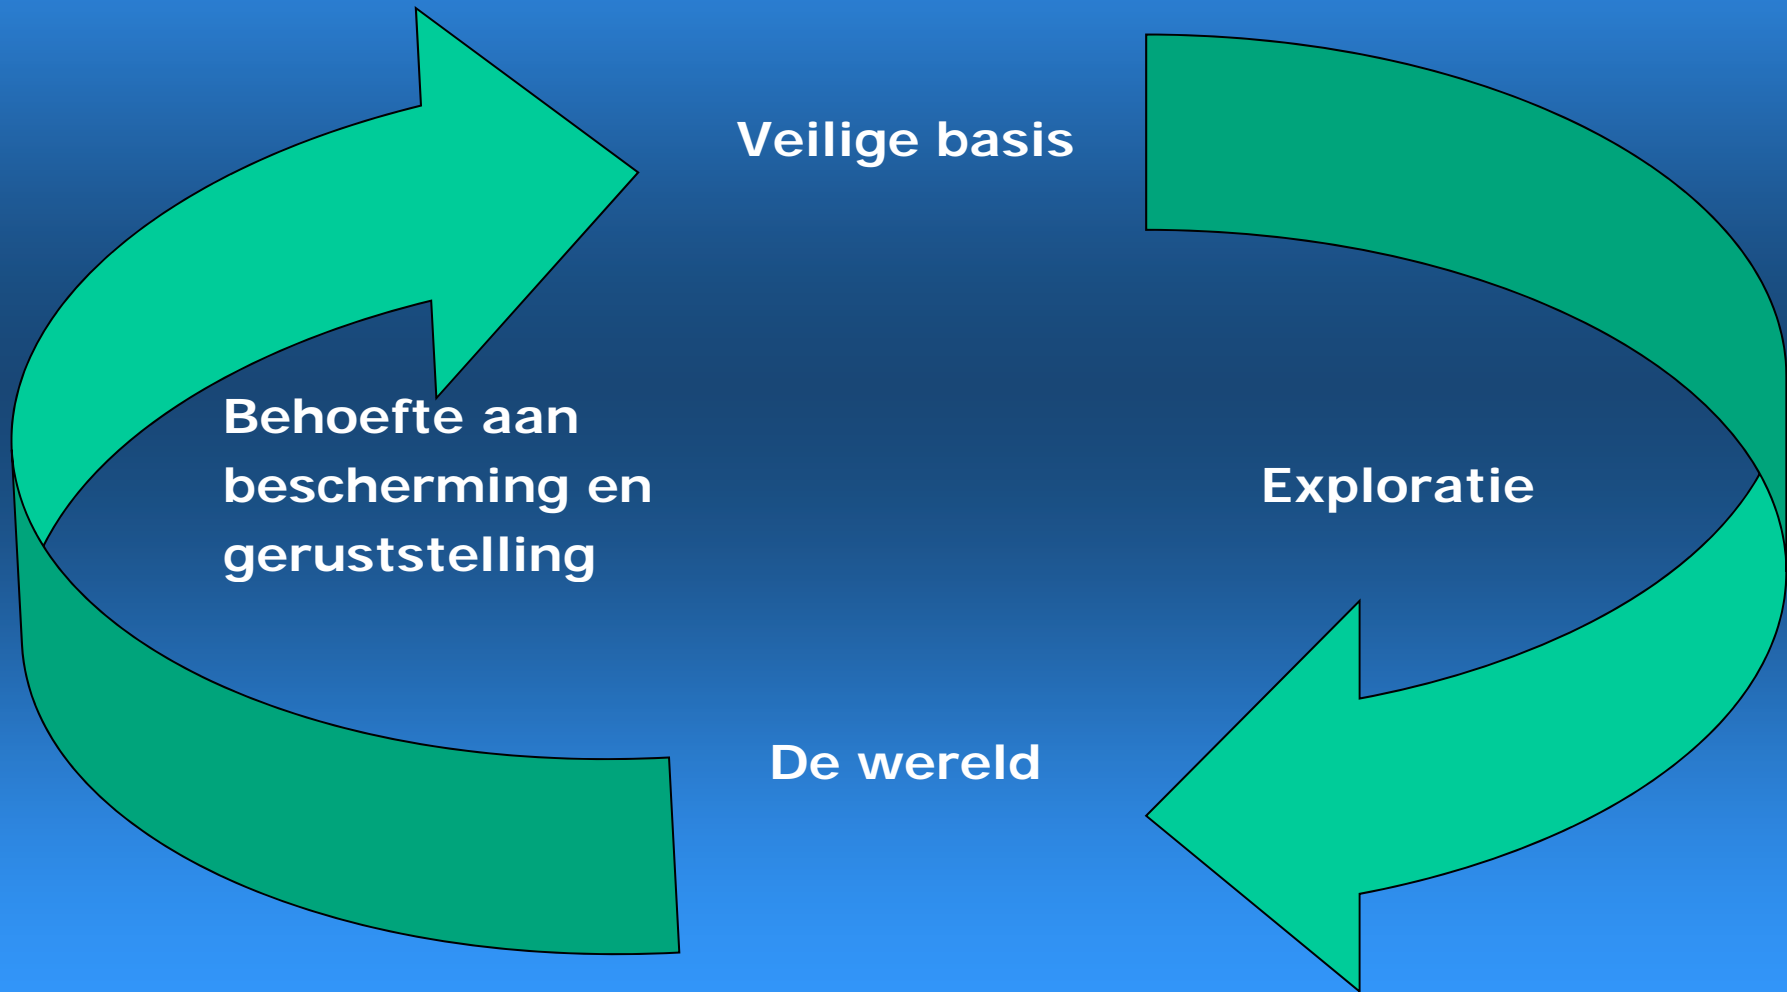 Veilige basis
Behoefte aan
bescherming en
geruststelling
Exploratie
De wereld